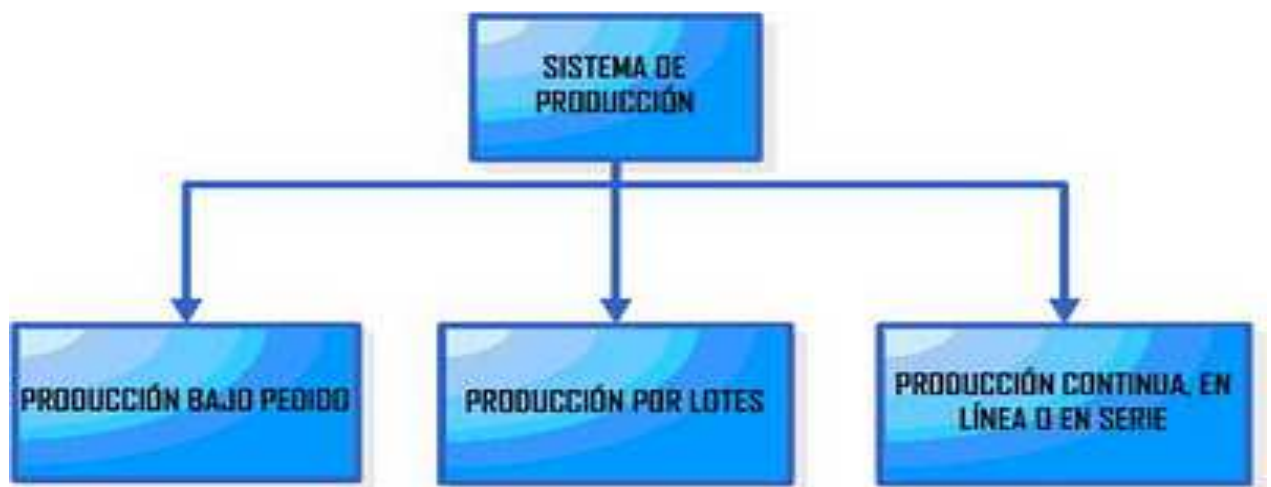 SISTEMA DE
PRODUCCIÓN
PRODUCCIÓN BAJO PEDIDO
PRODUCCIÓN POR LOTES
PRODUCCIÓN CONTINUA, EN
LÍNEA O EN SERIE